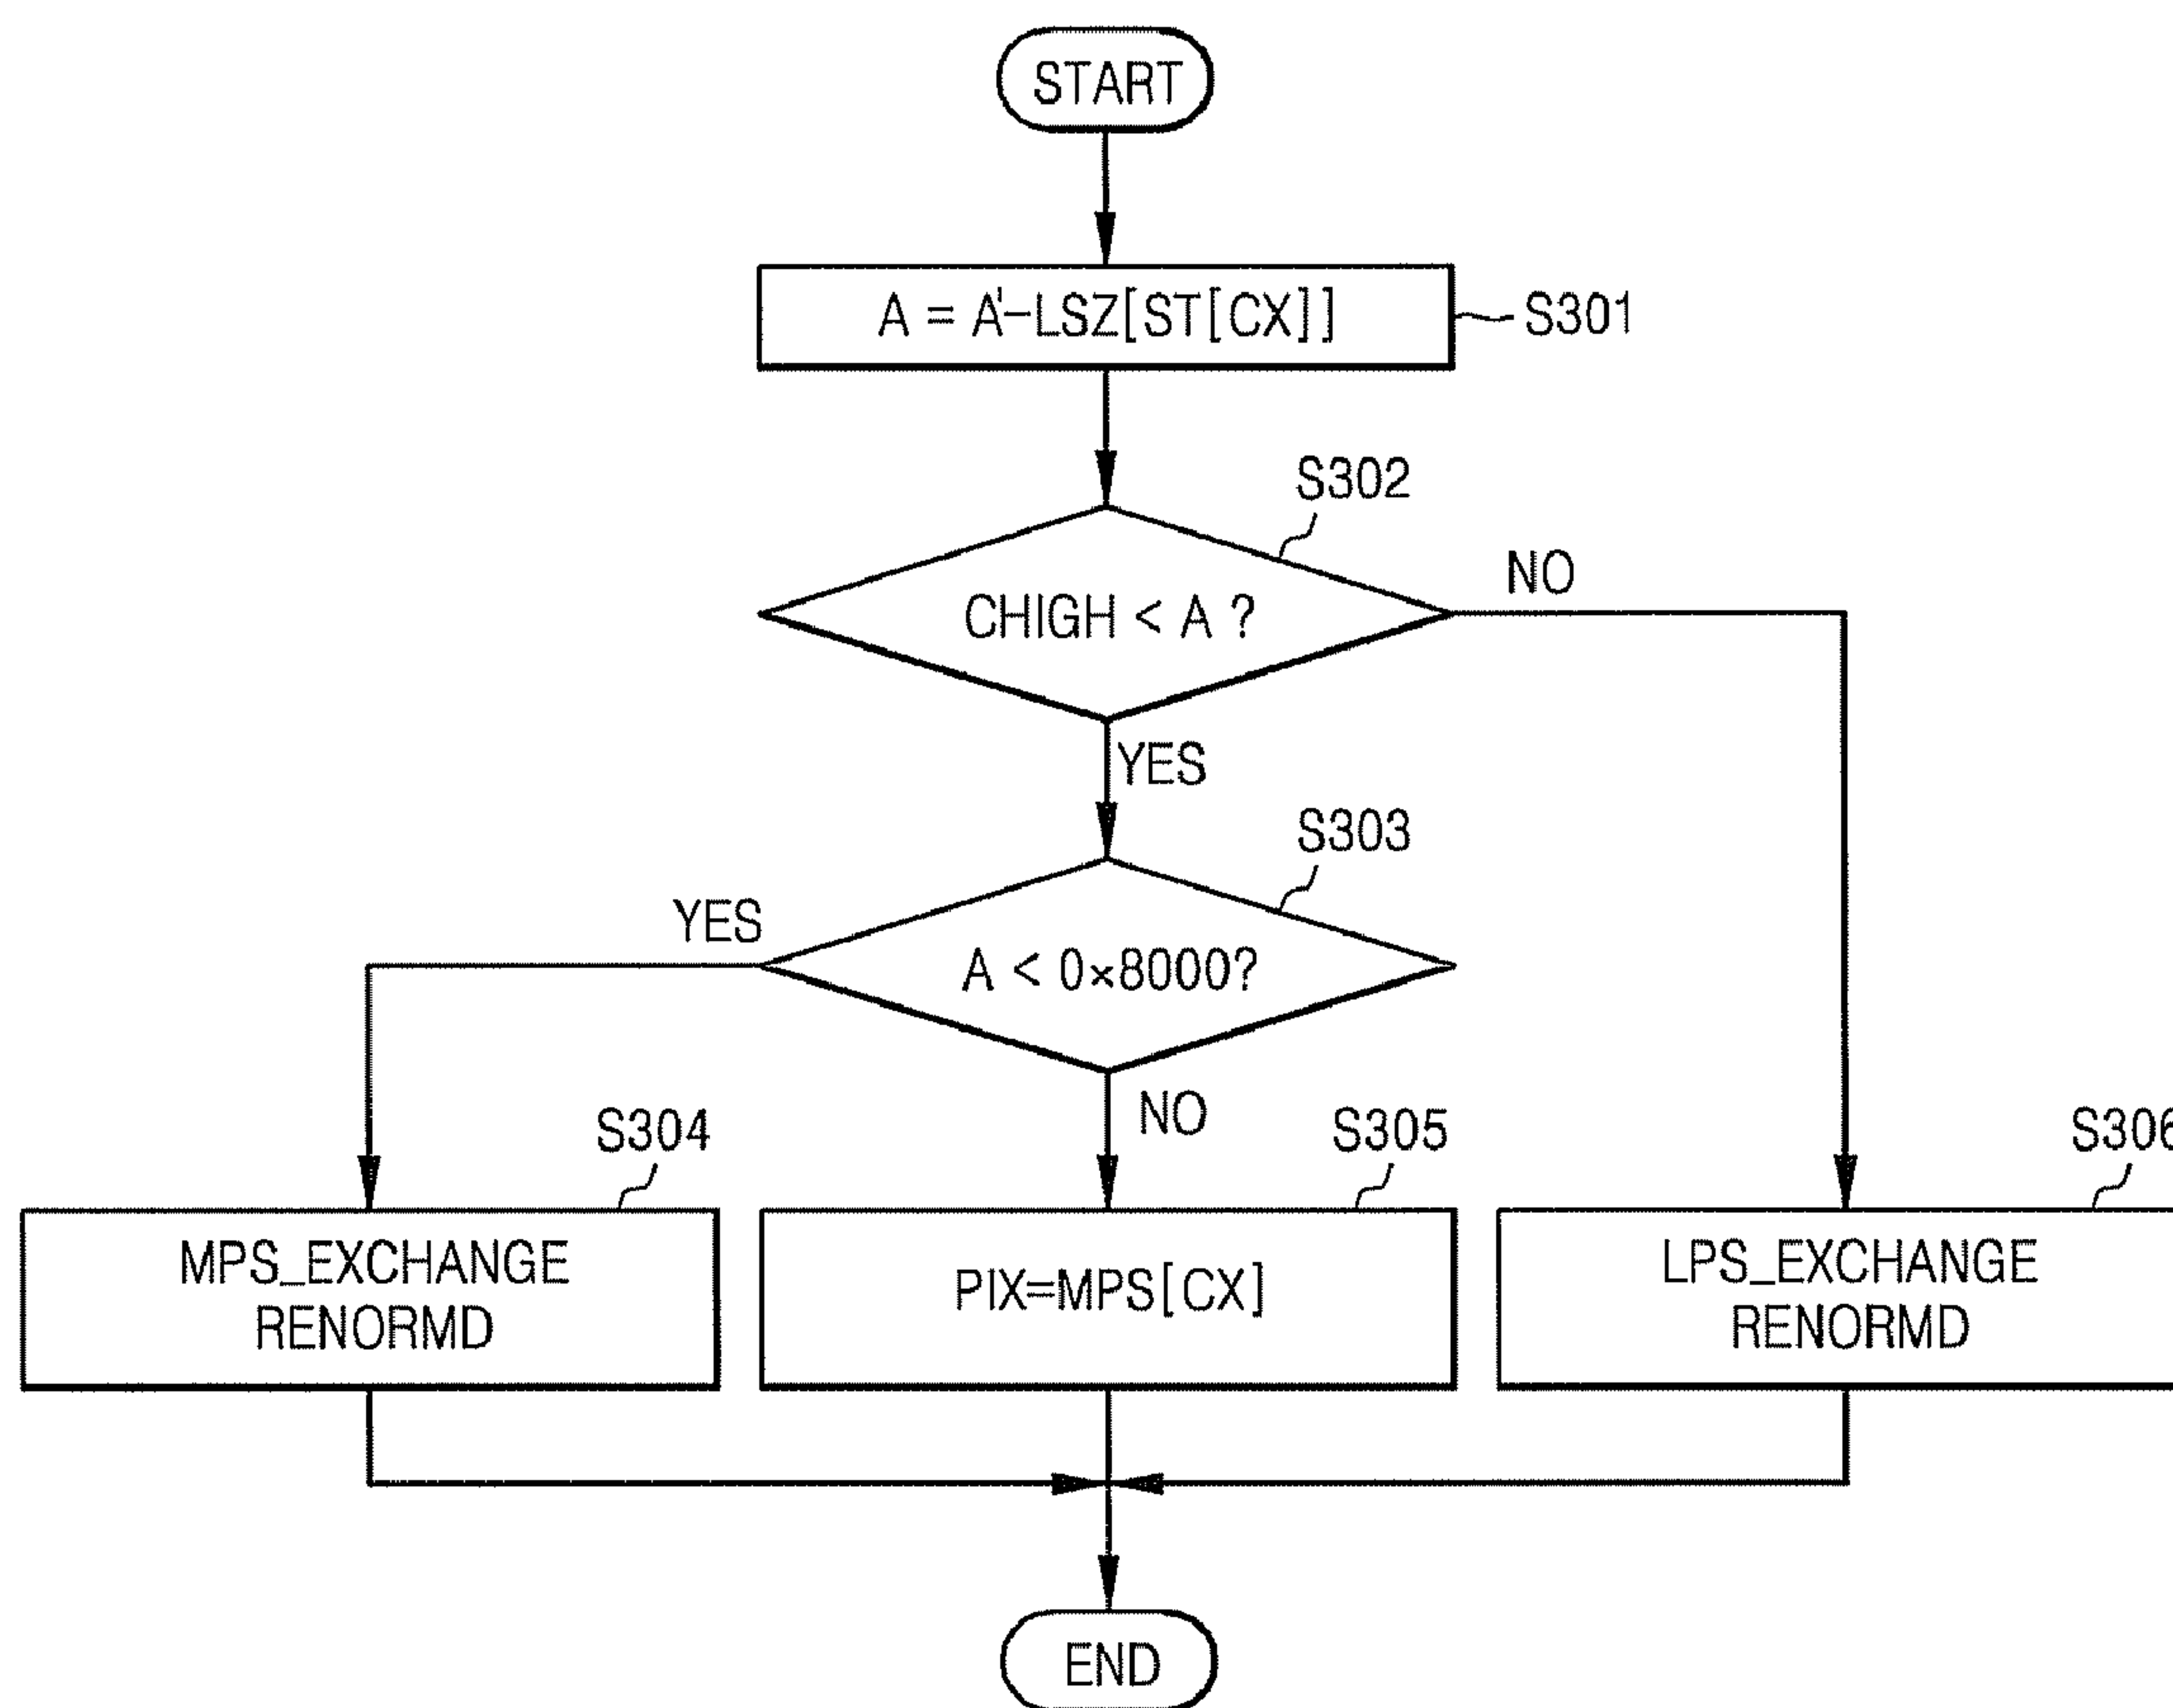 START
A = A'-LSZ[ST[CX]]
S301
S302
CHIGH < A ?
NO
YES
S303
YES
A < 0×8000?
NO
S304
S305
S306
MPS_EXCHANGE
RENORMD
PIX=MPS[CX]
LPS_EXCHANGE
RENORMD
END